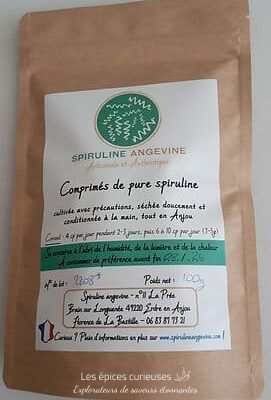 SPIRULINE ANGEVINE
Artisanale et Authentique
Comprimés de pure spiruline
cultivée avec précautions, séchée doucement et
conditionnée à la main, tout en Anjou
Conseil : 4 cp par jour pendant 2-3 jours, puis 6 à 10 cp par jour (3-5g)
Se conserve à l'abri de l'humidité, de la lumière et de la chaleur
A consommer de préférence avant fin
N° de lot : Poids net : 100g
Spiruline angevine - n°11 La Prée
Brain sur Longuenée 49220 Erdre en Anjou
Florence de La Bastille - 06 83 87 13 21
Curieux ? Plus d'informations en plus sur www.spirulineangevine.com !
Les épices curieuses
Explorateurs de saveurs étonnantes